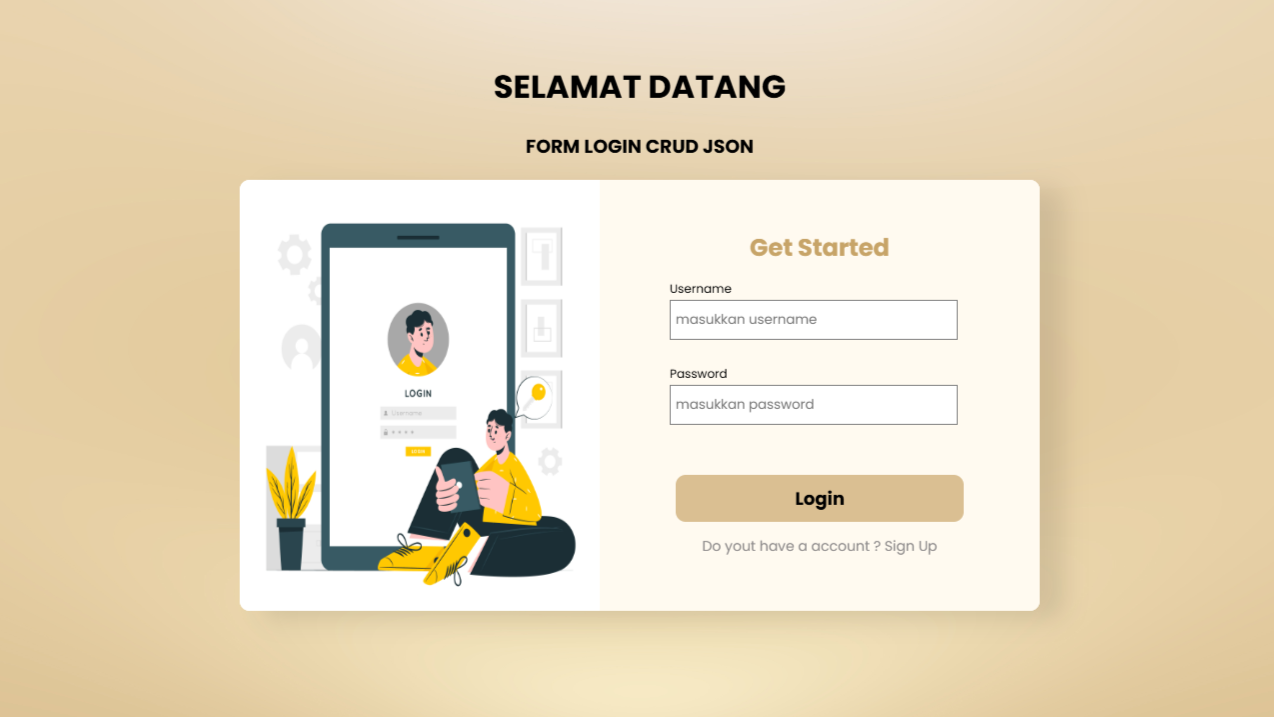 SELAMAT DATANG
FORM LOGIN CRUD JSON
LOGIN
Username
Get Started
Username
masukkan username
Password
masukkan password
Login
Do yout have a account ? Sign Up